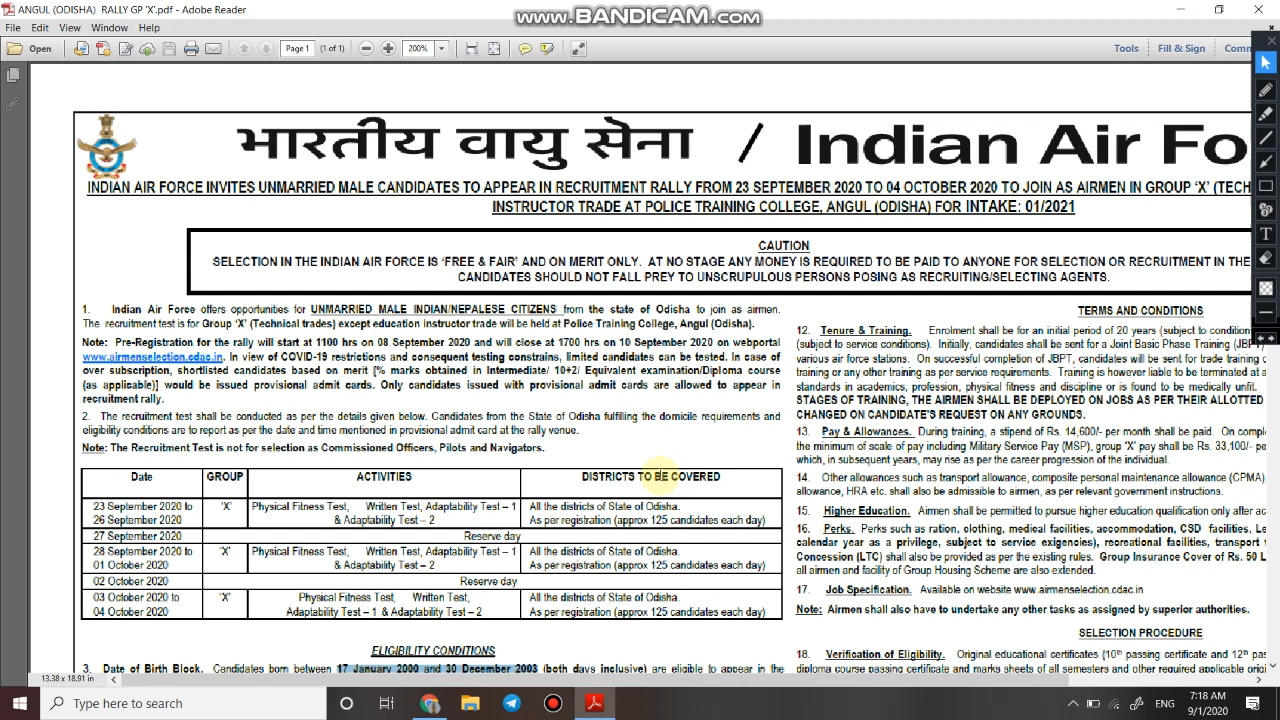 ANGUL (ODISHA) RALLY GP 'X'.pdf - Adobe Reader
www.BANDICAM.com
File Edit View Window Help
Open
Page 1 (1 of 1)
200%
Tools Fill & Sign Comm
भारतीय वायु सेना / Indian Air Fo
INDIAN AIR FORCE INVITES UNMARRIED MALE CANDIDATES TO APPEAR IN RECRUITMENT RALLY FROM 23 SEPTEMBER 2020 TO 04 OCTOBER 2020 TO JOIN AS AIRMEN IN GROUP 'X' (TECH
INSTRUCTOR TRADE AT POLICE TRAINING COLLEGE, ANGUL (ODISHA) FOR INTAKE: 01/2021
CAUTION
SELECTION IN THE INDIAN AIR FORCE IS 'FREE & FAIR' AND ON MERIT ONLY. AT NO STAGE ANY MONEY IS REQUIRED TO BE PAID TO ANYONE FOR SELECTION OR RECRUITMENT IN THE
CANDIDATES SHOULD NOT FALL PREY TO UNSCRUPULOUS PERSONS POSING AS RECRUITING/SELECTING AGENTS.
1. Indian Air Force offers opportunities for UNMARRIED MALE INDIAN/NEPALESE CITIZENS from the state of Odisha to join as airmen.
The recruitment test is for Group 'X' (Technical trades) except education instructor trade will be held at Police Training College, Angul (Odisha).
Note: Pre-Registration for the rally will start at 1100 hrs on 08 September 2020 and will close at 1700 hrs on 10 September 2020 on webportal
www.airmenselection.cdac.in. In view of COVID-19 restrictions and consequent testing constrains, limited candidates can be tested. In case of
over subscription, shortlisted candidates based on merit [% marks obtained in Intermediate/ 10+2/ Equivalent examination/Diploma course
(as applicable)] would be issued provisional admit cards. Only candidates issued with provisional admit cards are allowed to appear in
recruitment rally.
2. The recruitment test shall be conducted as per the details given below. Candidates from the State of Odisha fulfilling the domicile requirements and
eligibility conditions are to report as per the date and time mentioned in provisional admit card at the rally venue.
Note: The Recruitment Test is not for selection as Commissioned Officers, Pilots and Navigators.
Date GROUP ACTIVITIES DISTRICTS TO BE COVERED
23 September 2020 to 'X' Physical Fitness Test, Written Test, Adaptability Test – 1 All the districts of State of Odisha.
26 September 2020 & Adaptability Test – 2 As per registration (approx 125 candidates each day)
27 September 2020 Reserve day
28 September 2020 to 'X' Physical Fitness Test, Written Test, Adaptability Test – 1 All the districts of State of Odisha.
01 October 2020 & Adaptability Test – 2 As per registration (approx 125 candidates each day)
02 October 2020 Reserve day
03 October 2020 to 'X' Physical Fitness Test, Written Test, All the districts of State of Odisha.
04 October 2020 Adaptability Test – 1 & Adaptability Test – 2 As per registration (approx 125 candidates each day)
ELIGIBILITY CONDITIONS
3. Date of Birth Block. Candidates born between 17 January 2000 and 30 December 2003 (both days inclusive) are eligible to appear in the
TERMS AND CONDITIONS
12. Tenure & Training. Enrolment shall be for an initial period of 20 years (subject to condition
(subject to service conditions). Initially, candidates shall be sent for a Joint Basic Phase Training (JBPT)
various air force stations. On successful completion of JBPT, candidates will be sent for trade training
training or any other training as per service requirements. Training is however liable to be terminated at a
standards in academics, profession, physical fitness and discipline or is found to be medically unfit.
STAGES OF TRAINING, THE AIRMEN SHALL BE DEPLOYED ON JOBS AS PER THEIR ALLOTTED
CHANGED ON CANDIDATE'S REQUEST ON ANY GROUNDS.
13. Pay & Allowances. During training, a stipend of Rs. 14,600/- per month shall be paid. On compl
the minimum of scale of pay including Military Service Pay (MSP), group 'X' pay shall be Rs. 33,100/- pe
which, in subsequent years, may rise as per the career progression of the individual.
14. Other allowances such as transport allowance, composite personal maintenance allowance (CPMA)
allowance, HRA etc. shall also be admissible to airmen, as per relevant government instructions.
15. Higher Education. Airmen shall be permitted to pursue higher education qualification only after ac
16. Perks. Perks such as ration, clothing, medical facilities, accommodation, CSD facilities, Le
calendar year as a privilege, subject to service exigencies), recreational facilities, transport
Concession (LTC) shall also be provided as per the existing rules. Group Insurance Cover of Rs. 50 L
all airmen and facility of Group Housing Scheme are also extended.
17. Job Specification. Available on website www.airmenselection.cdac.in
Note: Airmen shall also have to undertake any other tasks as assigned by superior authorities.
SELECTION PROCEDURE
18. Verification of Eligibility. Original educational certificates (10th passing certificate and 12th pas
diploma course passing certificate and marks sheets of all semesters and other required applicable orig
13.38 x 18.91 in
Type here to search
ENG
7:18 AM
9/1/2020